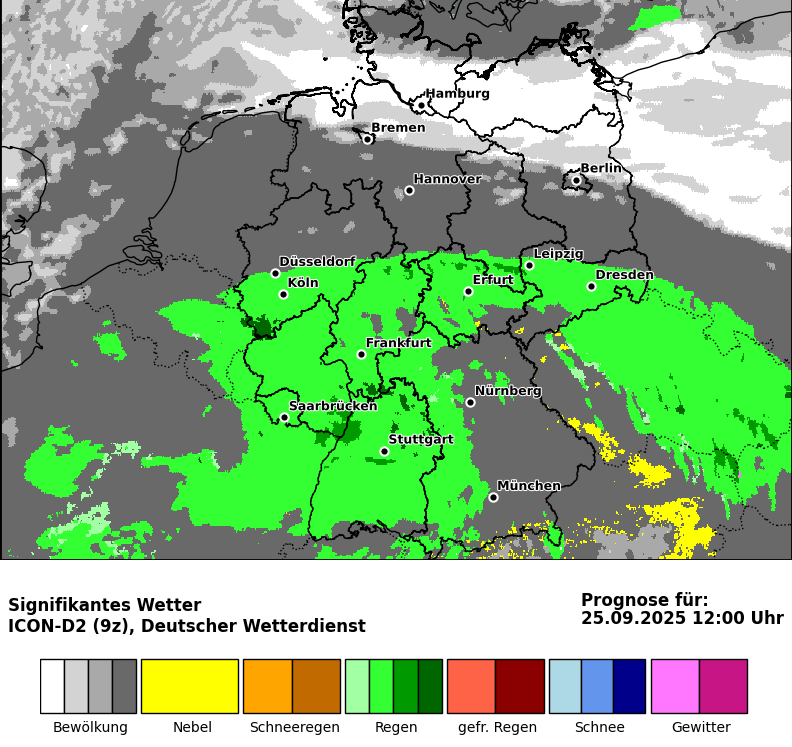 Hamburg
Bremen
Berlin
Hannover
Leipzig
Düsseldorf
Dresden
Erfurt
Köln
Frankfurt
Nürnberg
Saarbrücken
Stuttgart
München
Signifikantes Wetter
ICON-D2 (9z), Deutscher Wetterdienst
Prognose für:
25.09.2025 12:00 Uhr
Bewölkung
Nebel
Schneeregen
Regen
gefr. Regen
Schnee
Gewitter